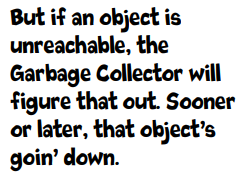 But if an object is
unreachable, the
Garbage Collector will
figure that out. Sooner
or later, that object's
goin' down.